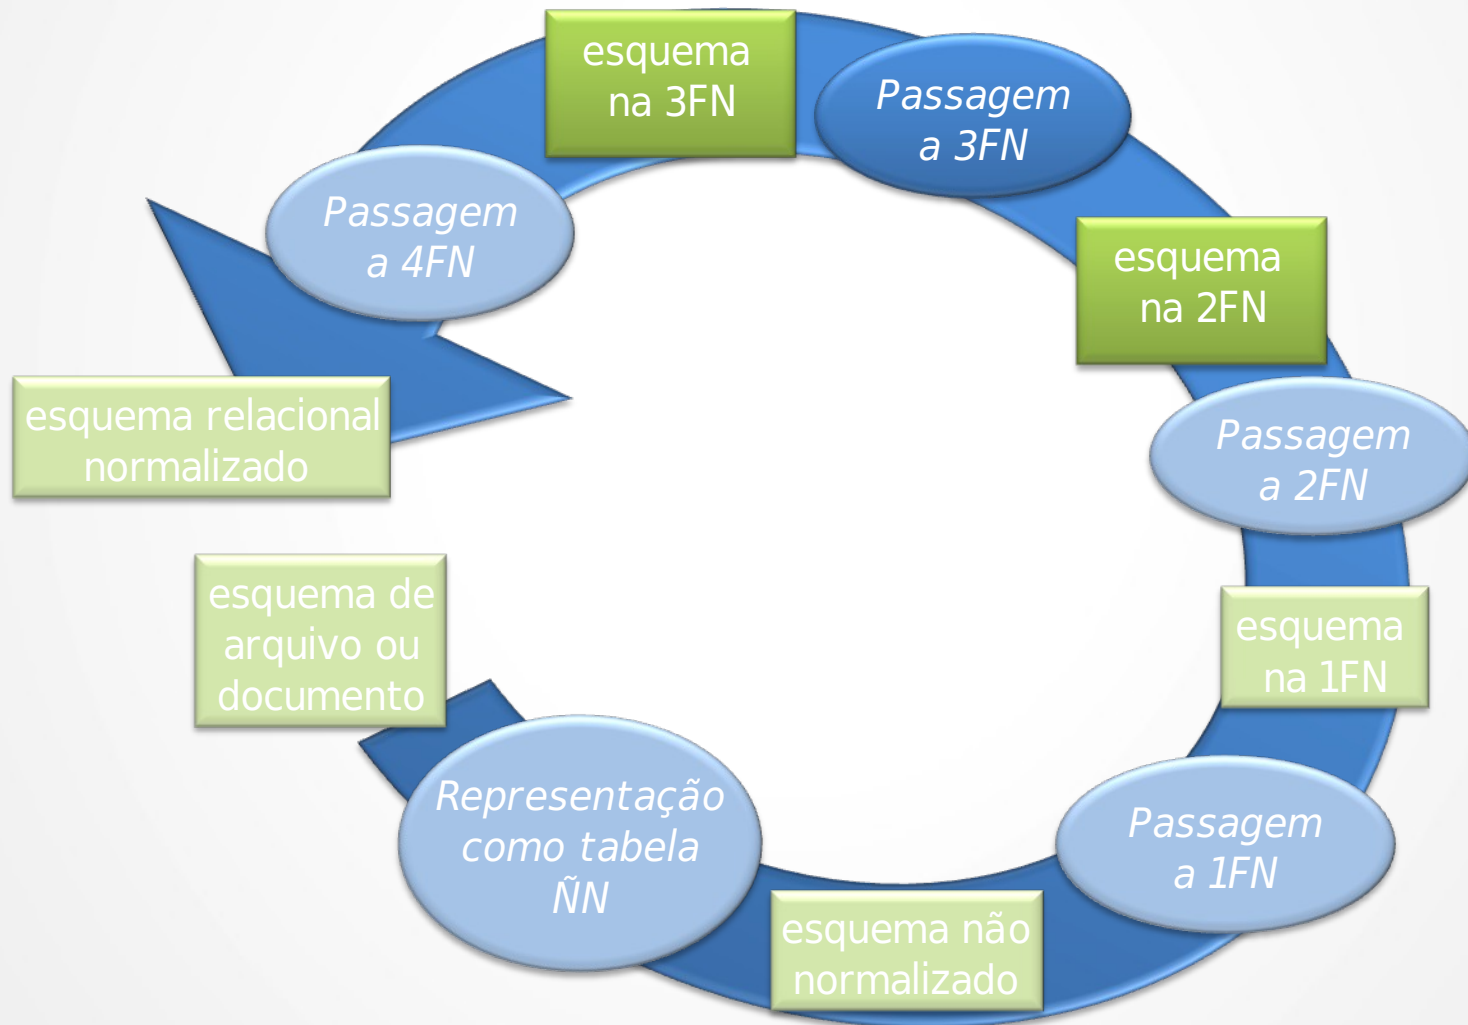 esquema
na 3FN
Passagem
a 3FN
Passagem
a 4FN
esquema
na 2FN
esquema relacional
normalizado
Passagem
a 2FN
esquema de
arquivo ou
documento
esquema
na 1FN
Representação
como tabela
ÑN
Passagem
a 1FN
esquema não
normalizado